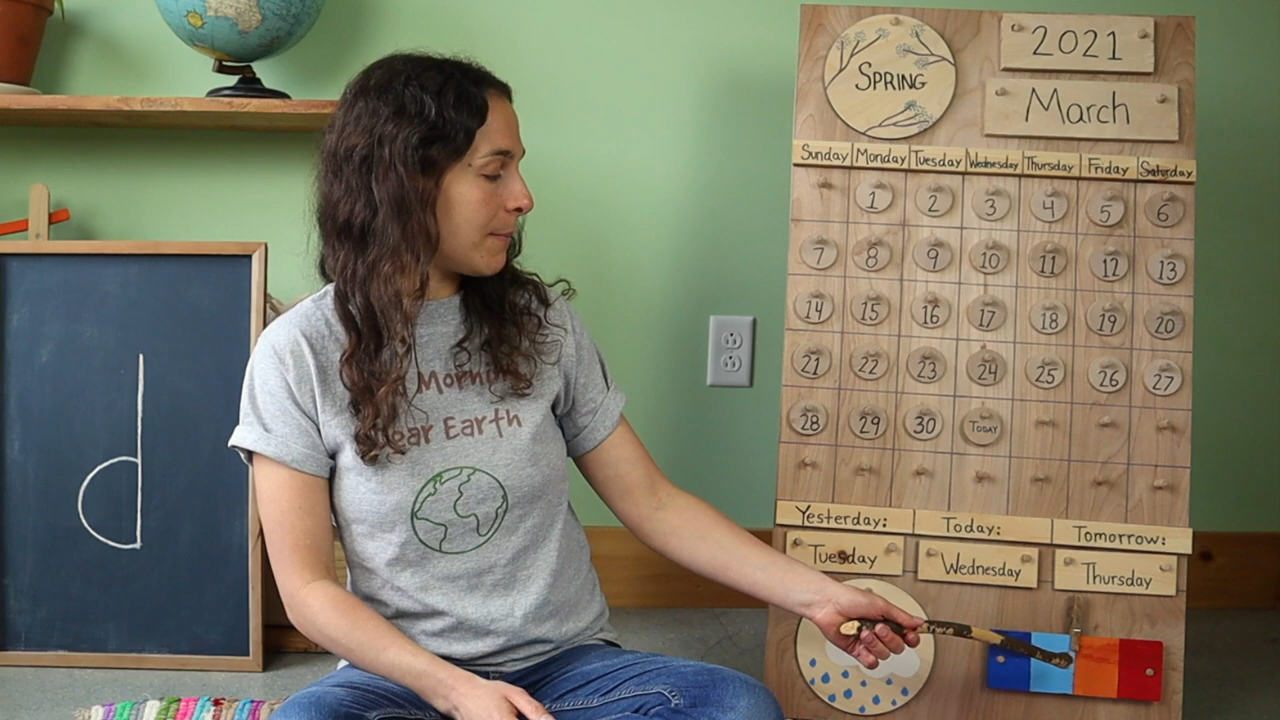 SPRING
2021
March
Sunday Monday Tuesday Wednesday Thursday Friday Saturday
1 2 3 4 5 6
7 8 9 10 11 12 13
14 15 16 17 18 19 20
21 22 23 24 25 26 27
28 29 30 TODAY
Yesterday: Today: Tomorrow:
Tuesday Wednesday Thursday
d
Earth